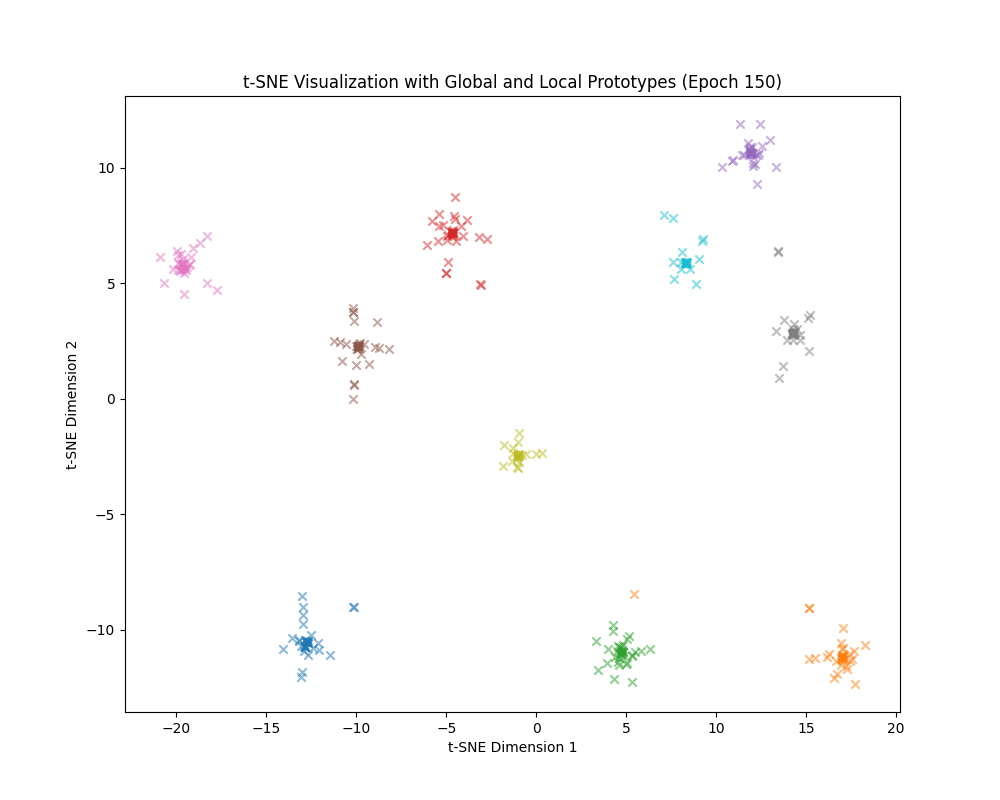 t-SNE Visualization with Global and Local Prototypes (Epoch 150)
10
5
0
−5
−10
t-SNE Dimension 2
−20 −15 −10 −5 0 5 10 15 20
t-SNE Dimension 1